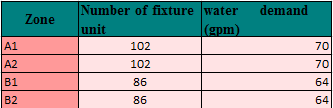 Zone Number of fixture unit water demand (gpm)
A1 102 70
A2 102 70
B1 86 64
B2 86 64